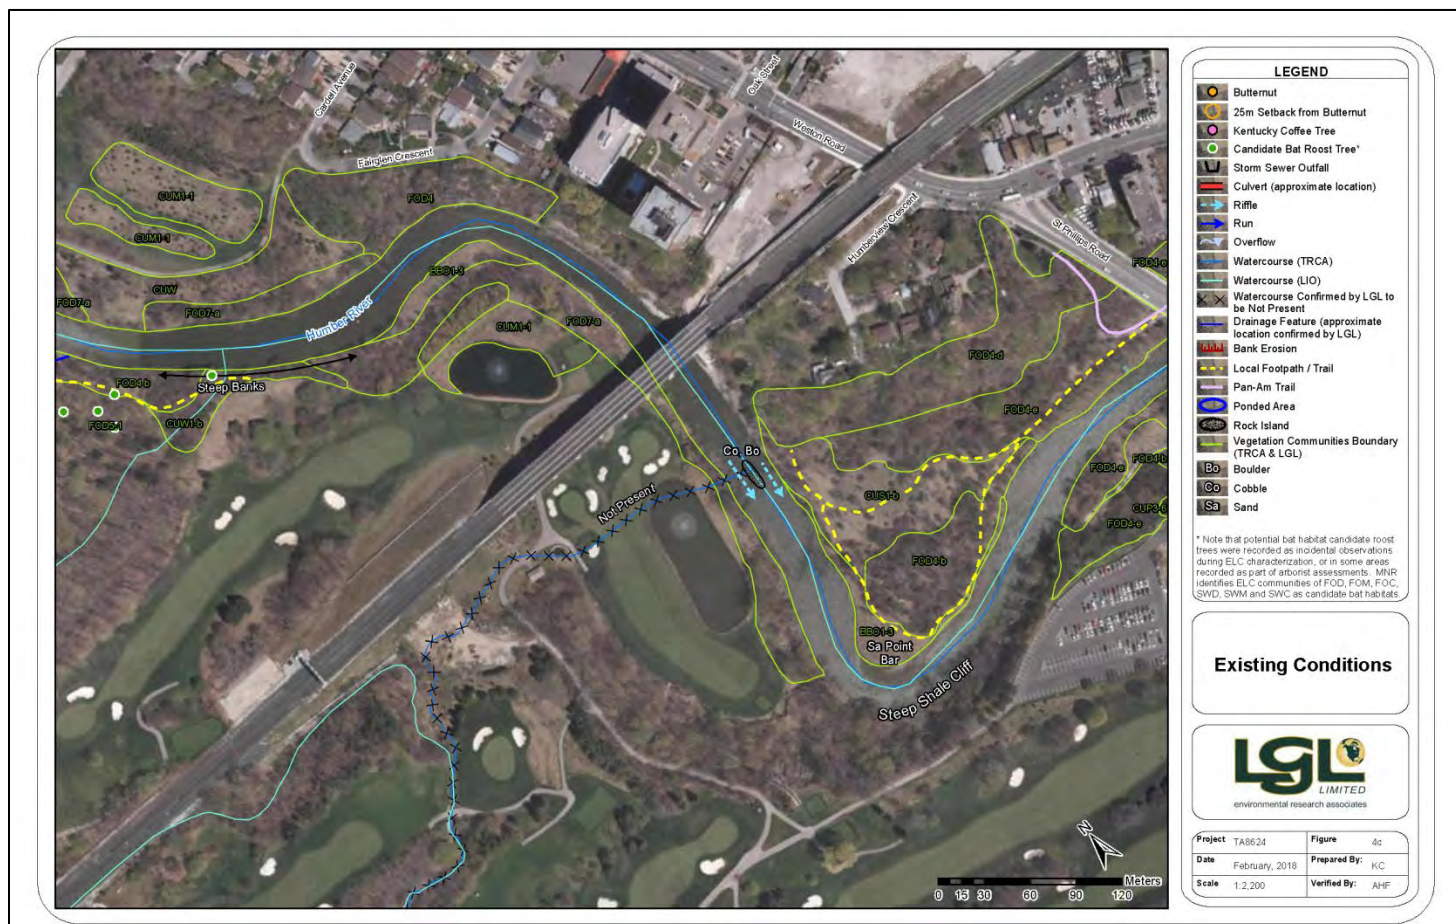 Cardell Avenue
Oak Street
Weston Road
Fairglen Crescent
CUM1-1
FOD4
CUM1-1
Humberview Crescent
St Phillips Road
FOD4-e
EBO1-3
CUW
FOD7-a
FOD7-a
Humber River
CUM1-1
FOD7-a
FOD4-d
FOD4-b
Steep Banks
FOD5-1
CUW1-b
FOD4-e
Co, Bo
Not Present
CUS1-b
FOD4-e
FOD4-b
CUP3-6
FOD4-e
FOD4-b
EBO1-3
Sa Point
Bar
Steep Shale Cliff
N
Meters
0 15 30 60 90 120
LEGEND
Butternut
25m Setback from Butternut
Kentucky Coffee Tree
Candidate Bat Roost Tree*
Storm Sewer Outfall
Culvert (approximate location)
Riffle
Run
Overflow
Watercourse (TRCA)
Watercourse (LIO)
Watercourse Confirmed by LGL to
be Not Present
Drainage Feature (approximate
location confirmed by LGL)
Bank Erosion
Local Footpath / Trail
Pan-Am Trail
Ponded Area
Rock Island
Vegetation Communities Boundary
(TRCA & LGL)
Bo Boulder
Co Cobble
Sa Sand
* Note that potential bat habitat candidate roost
trees were recorded as incidental observations
during ELC characterization, or in some areas
recorded as part of arborist assessments. MNR
identifies ELC communities of FOD, FOM, FOC,
SWD, SWM and SWC as candidate bat habitats.
Existing Conditions
LGL
LIMITED
environmental research associates
Project TA8624 Figure 4c
Date February, 2018 Prepared By: KC
Scale 1:2,200 Verified By: AHF